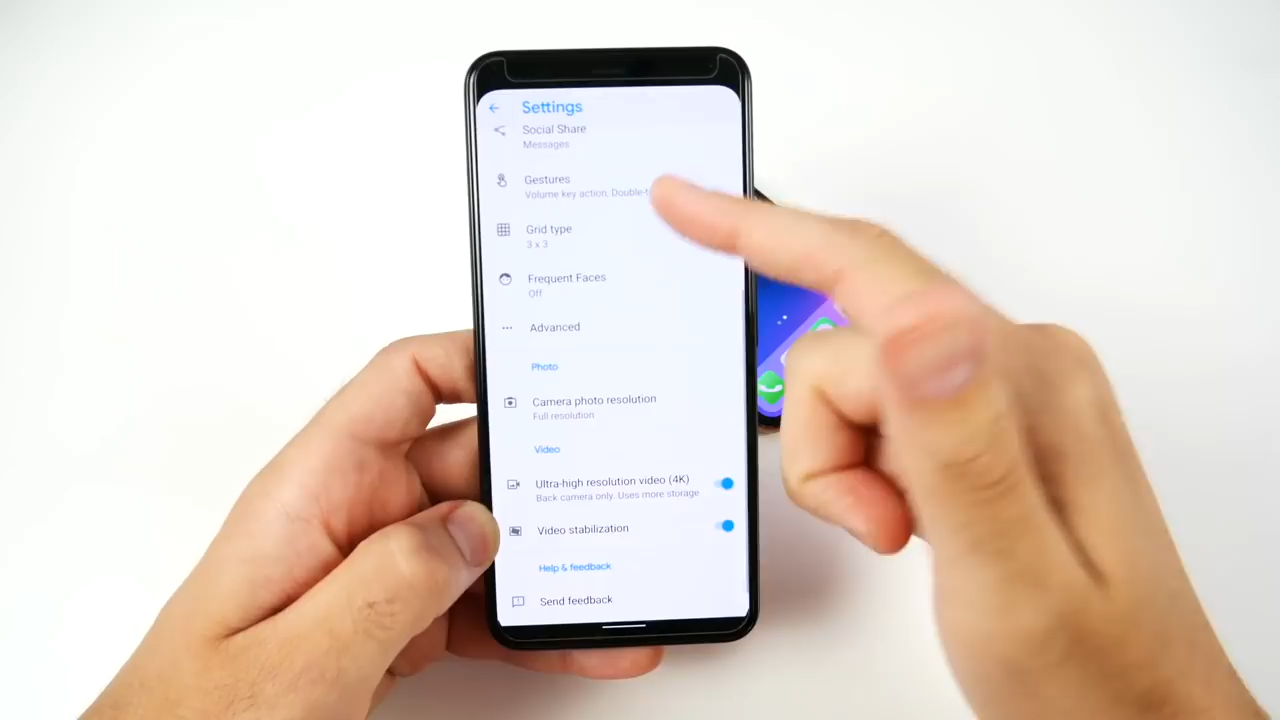 Settings
Social Share
Messages
Gestures
Volume key action, Double-t
Grid type
3 x 3
Frequent Faces
Off
Advanced
Photo
Camera photo resolution
Full resolution
Video
Ultra-high resolution video (4K)
Back camera only. Uses more storage
Video stabilization
Help & feedback
Send feedback